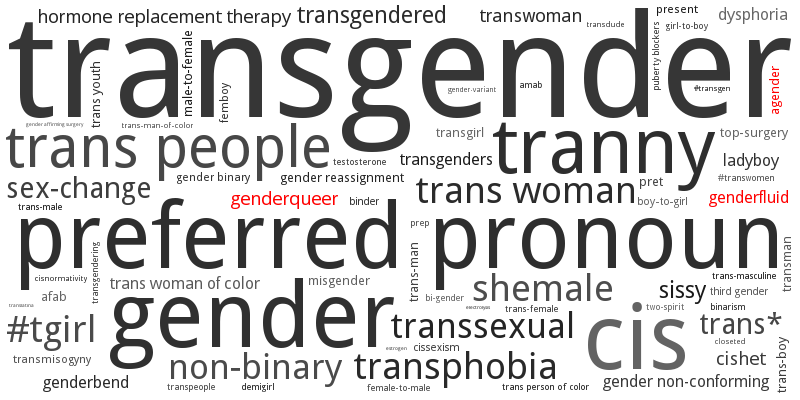 hormone replacement therapy
transgendered
transwoman
transdude
present
girl-to-boy
dysphoria
transgender
trans youth
male-to-female
femboy
gender-variant
amab
puberty blockers
#transgen
agender
gender affirming surgery
trans-man-of-color
trans people
testosterone
transgirl
transgenders
tranny
top-surgery
ladyboy
#transwomen
sex-change
gender binary
gender reassignment
trans woman
pret
boy-to-girl
genderfluid
trans-male
genderqueer
binder
preferred pronoun
prep
transgendering
trans-man
transman
cisnormativity
trans woman of color
misgender
trans-masculine
afab
bi-gender
shemale
sissy
third gender
translatina
gender
trans-female
electrolysis
two-spirit
binarism
#tgirl
transsexual
cis
trans*
transmisogyny
estrogen
cissexism
closeted
cishet
trans-boy
non-binary
transphobia
genderbend
transpeople
demigirl
female-to-male
trans person of color
gender non-conforming